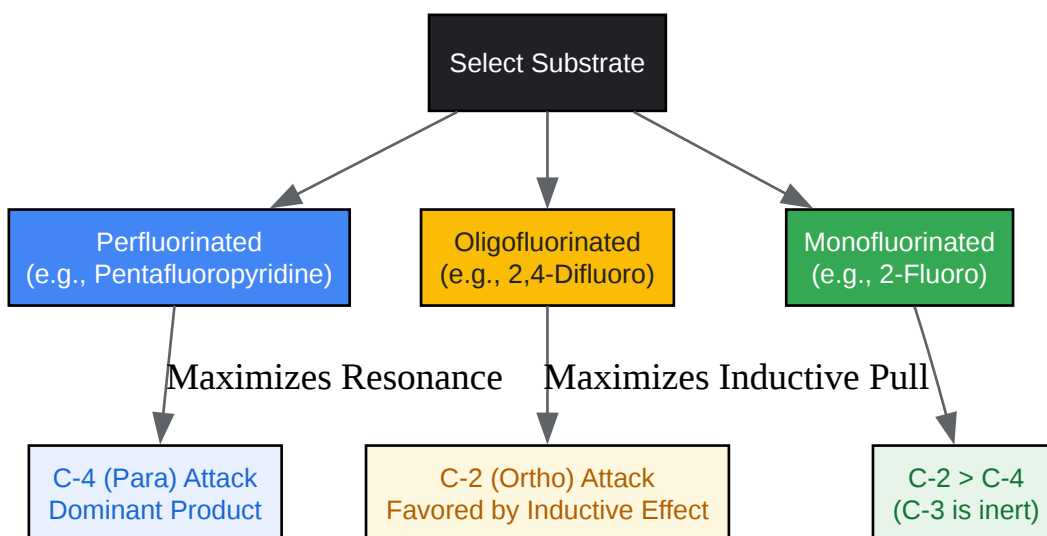 Select Substrate
Perfluorinated
(e.g., Pentafluoropyridine)
Oligofluorinated
(e.g., 2,4-Difluoro)
Monofluorinated
(e.g., 2-Fluoro)
Maximizes Resonance
Maximizes Inductive Pull
C-4 (Para) Attack
Dominant Product
C-2 (Ortho) Attack
Favored by Inductive Effect
C-2 > C-4
(C-3 is inert)